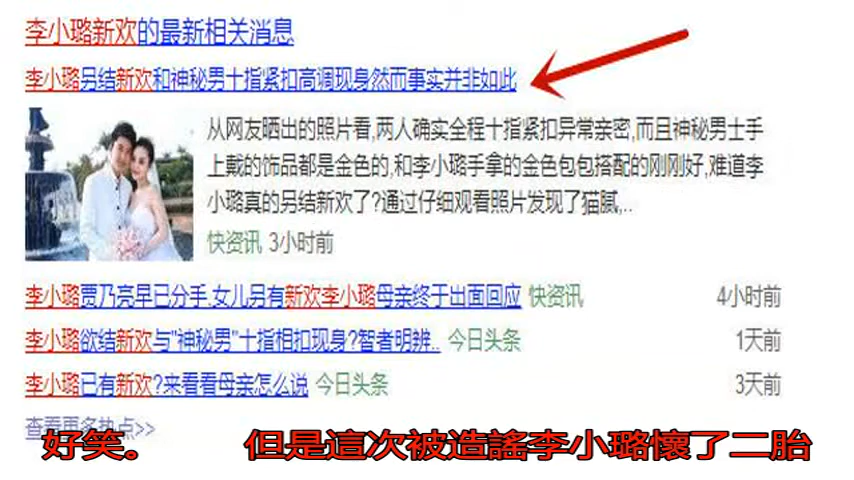 李小璐新欢的最新相关消息
李小璐另结新欢和神秘男十指紧扣高调现身然而事实并非如此
从网友晒出的照片看,两人确实全程十指紧扣异常亲密,而且神秘男士手
上戴的饰品都是金色的,和李小璐手拿的金色包包搭配的刚刚好,难道李
小璐真的另结新欢了?通过仔细观看照片发现了猫腻,..
快资讯 3小时前
李小璐贾乃亮早已分手,女儿另有新欢李小璐母亲终于出面回应 快资讯 4小时前
李小璐欲结新欢与"神秘男"十指相扣现身?智者明辨.. 今日头条 1天前
李小璐已有新欢?来看看母亲怎么说 今日头条 3天前
查看更多热点>>
好笑。 但是這次被造謠李小璐懷了二胎